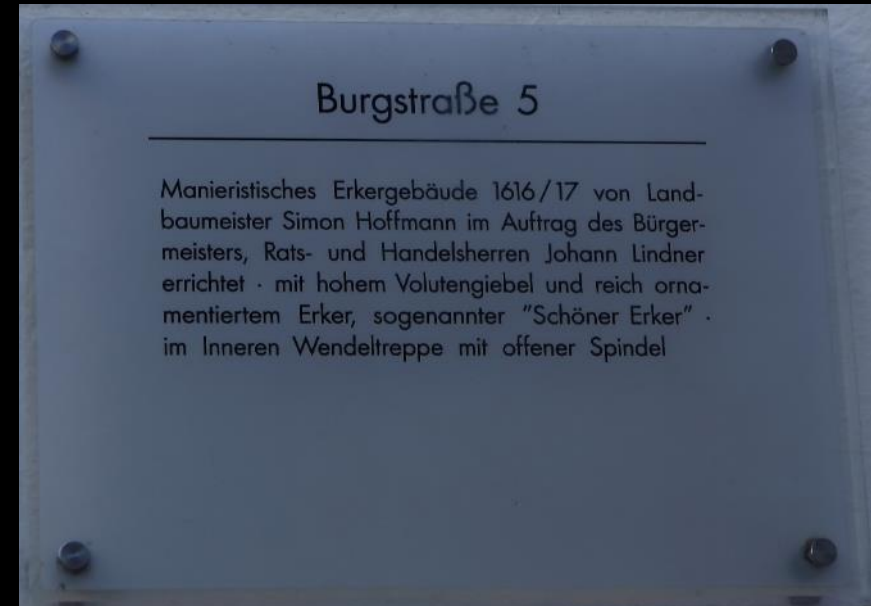 Burgstraße 5
Manieristisches Erkergebäude 1616/17 von Land-
baumeister Simon Hoffmann im Auftrag des Bürger-
meisters, Rats- und Handelsherren Johann Lindner
errichtet · mit hohem Volutengiebel und reich orna-
mentiertem Erker, sogenannter "Schöner Erker" ·
im Inneren Wendeltreppe mit offener Spindel